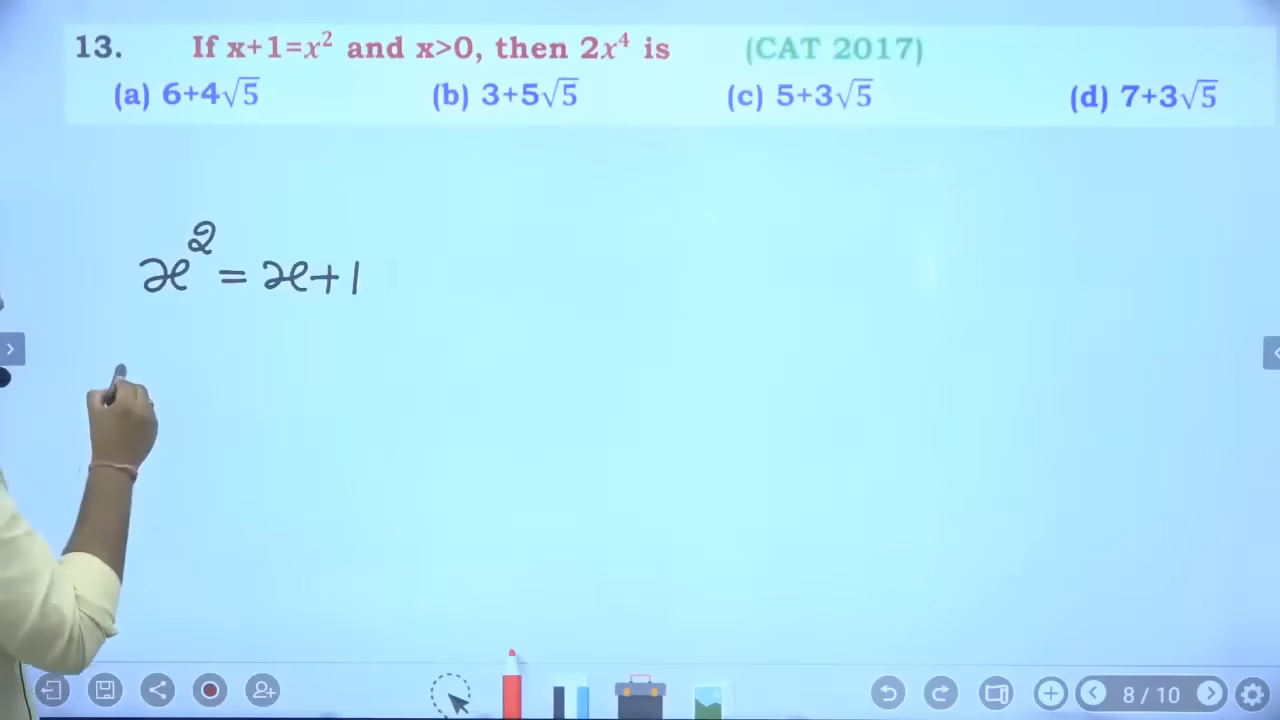 13. If x+1=x² and x>0, then 2x⁴ is (CAT 2017)
(a) 6+4√5 (b) 3+5√5 (c) 5+3√5 (d) 7+3√5
x² = x+1
8 / 10